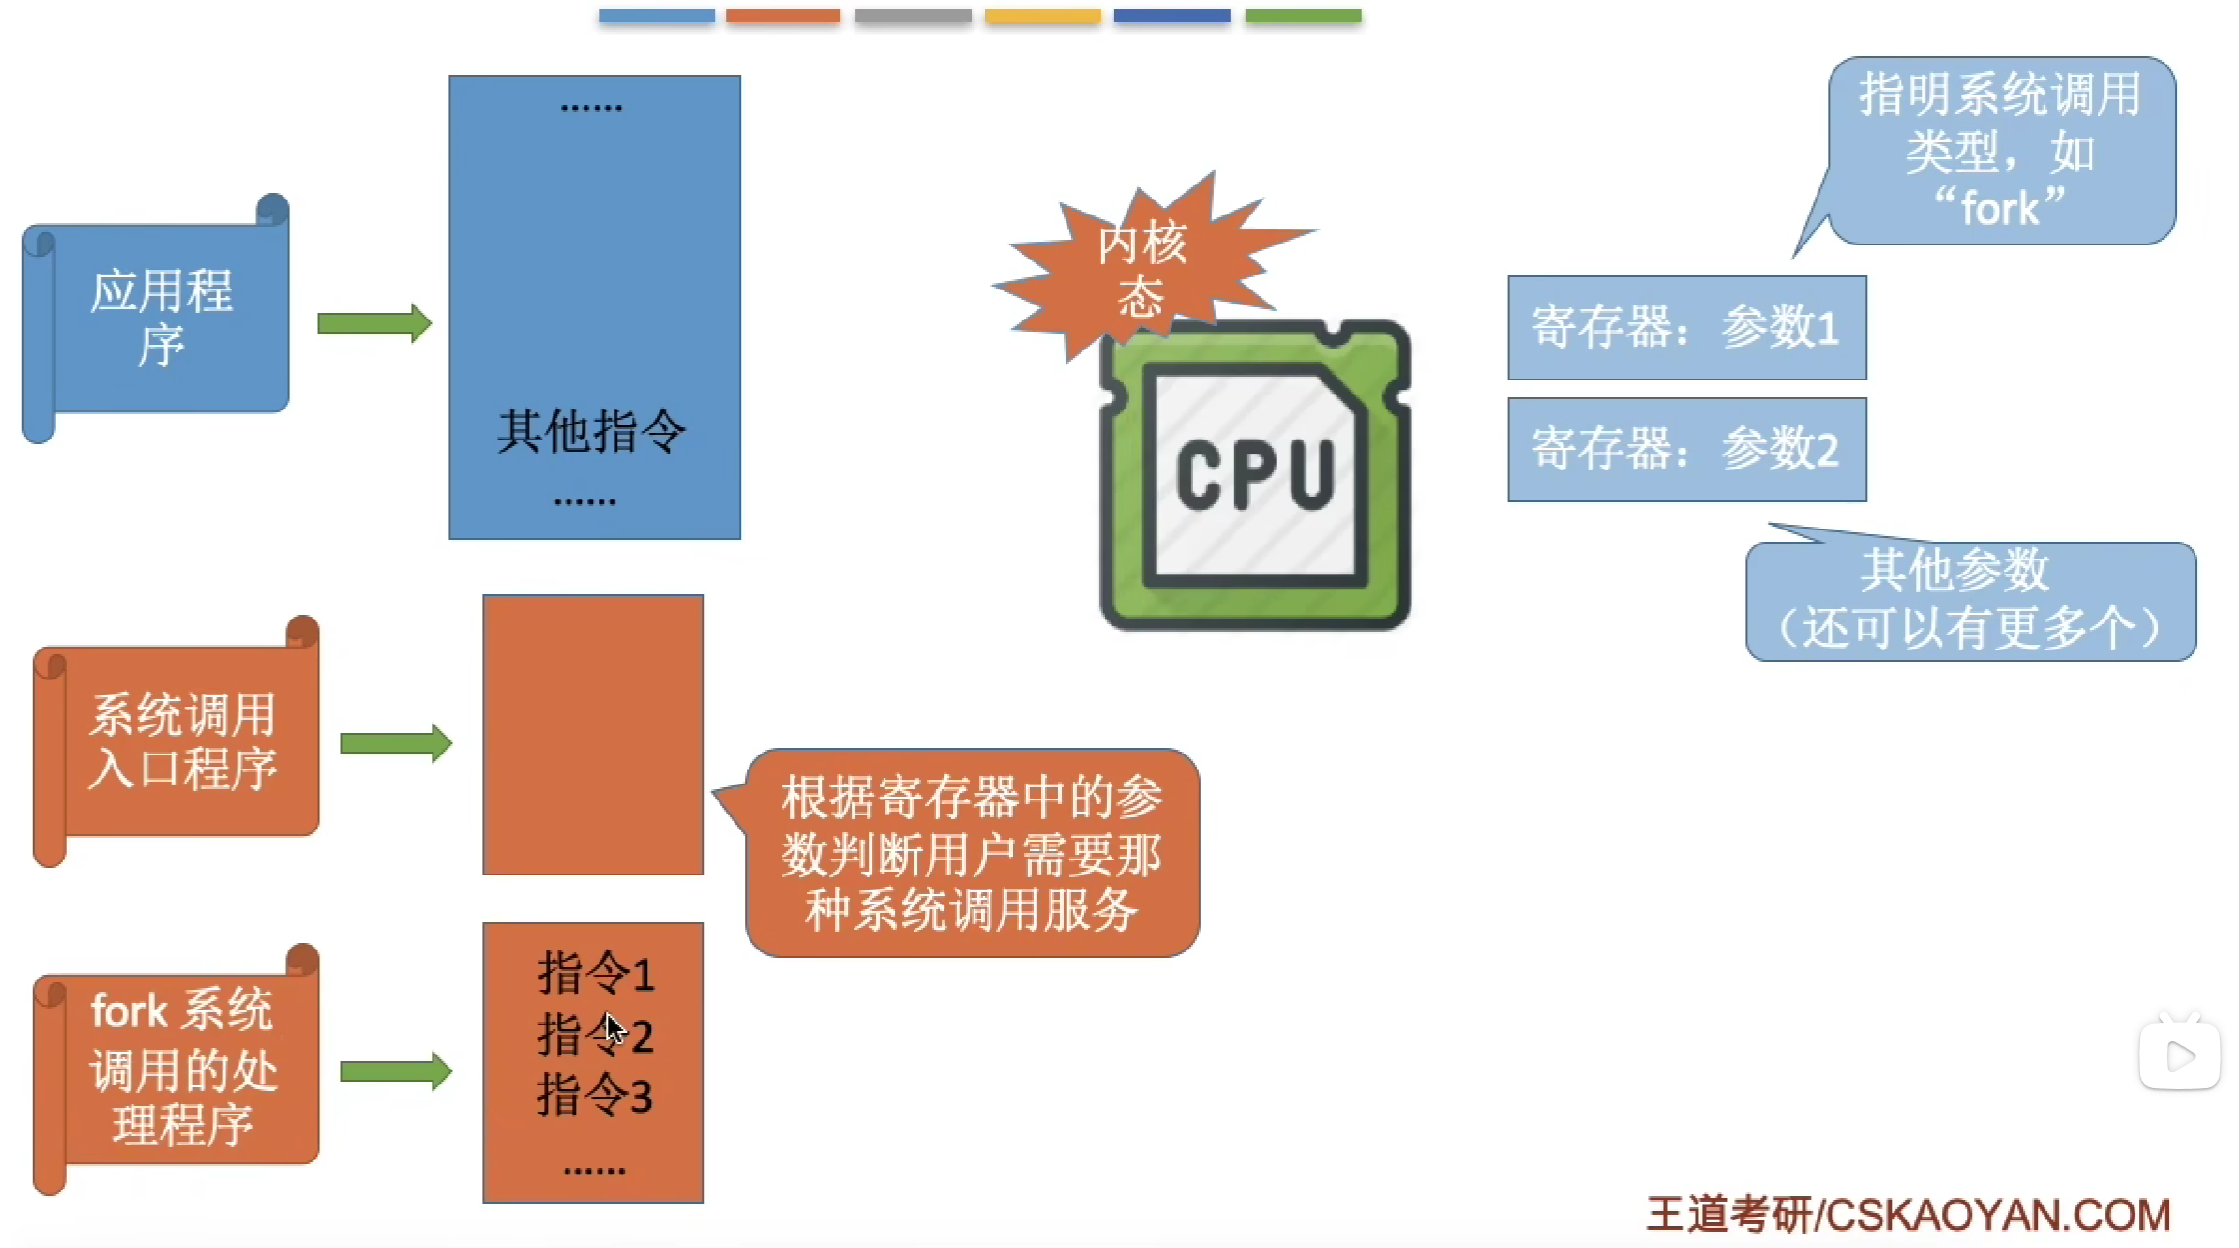 ......
指明系统调用
类型，如
“fork”
内核
态
应用程
序
寄存器：参数1
其他指令
寄存器：参数2
CPU
......
其他参数
（还可以有更多个）
系统调用
入口程序
根据寄存器中的参
数判断用户需要那
种系统调用服务
指令1
fork 系统
指令2
调用的处
指令3
理程序
......
王道考研/CSKAOYAN.COM